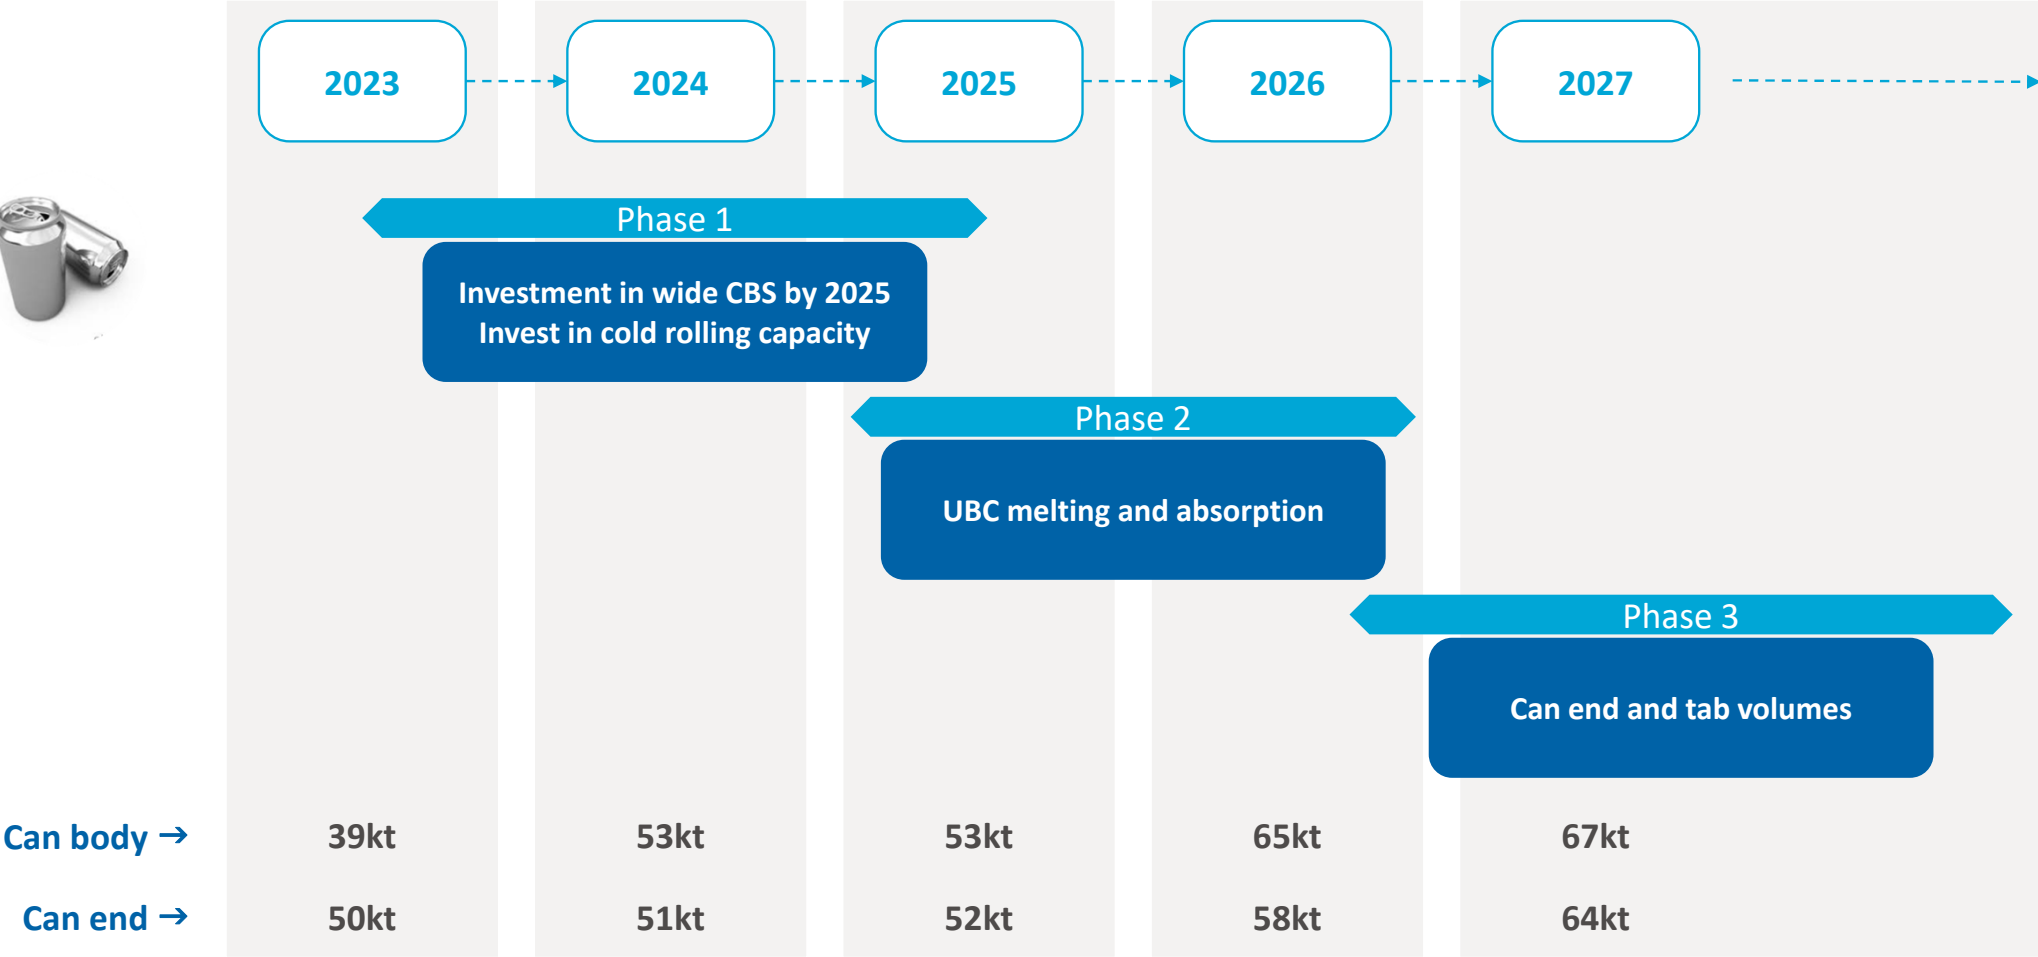 2023
2024
2025
2026
2027
Phase 1
Investment in wide CBS by 2025
Invest in cold rolling capacity
Phase 2
UBC melting and absorption
Phase 3
Can end and tab volumes
Can body → 39kt 53kt 53kt 65kt 67kt
Can end → 50kt 51kt 52kt 58kt 64kt